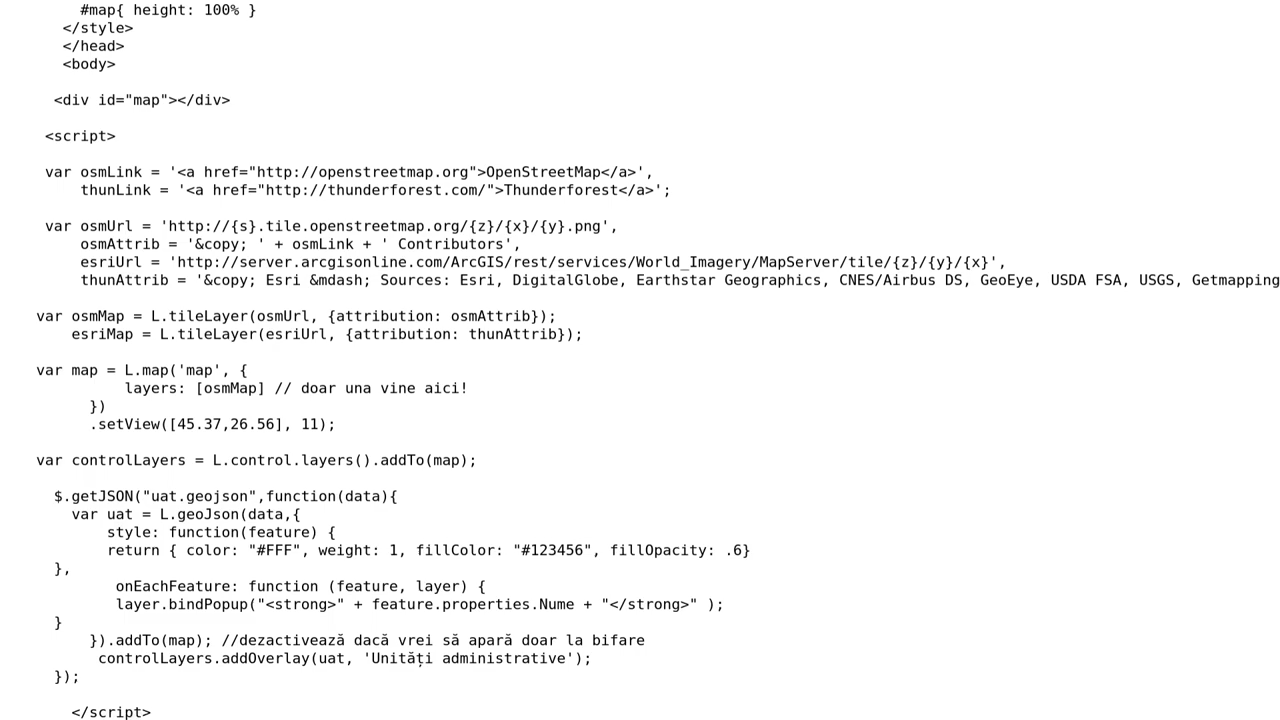 #map{ height: 100% }
</style>
</head>
<body>
<div id="map"></div>
<script>
var osmLink = '<a href="http://openstreetmap.org">OpenStreetMap</a>',
thunLink = '<a href="http://thunderforest.com/">Thunderforest</a>';
var osmUrl = 'http://{s}.tile.openstreetmap.org/{z}/{x}/{y}.png',
osmAttrib = '&copy; ' + osmLink + ' Contributors',
esriUrl = 'http://server.arcgisonline.com/ArcGIS/rest/services/World_Imagery/MapServer/tile/{z}/{y}/{x}',
thunAttrib = '&copy; Esri &mdash; Sources: Esri, DigitalGlobe, Earthstar Geographics, CNES/Airbus DS, GeoEye, USDA FSA, USGS, Getmapping
var osmMap = L.tileLayer(osmUrl, {attribution: osmAttrib});
esriMap = L.tileLayer(esriUrl, {attribution: thunAttrib});
var map = L.map('map', {
layers: [osmMap] // doar una vine aici!
})
.setView([45.37,26.56], 11);
var controlLayers = L.control.layers().addTo(map);
$.getJSON("uat.geojson",function(data){
var uat = L.geoJson(data,{
style: function(feature) {
return { color: "#FFF", weight: 1, fillColor: "#123456", fillOpacity: .6}
},
onEachFeature: function (feature, layer) {
layer.bindPopup("<strong>" + feature.properties.Nume + "</strong>" );
}
}).addTo(map); //dezactivează dacă vrei să apară doar la bifare
controlLayers.addOverlay(uat, 'Unități administrative');
});
</script>